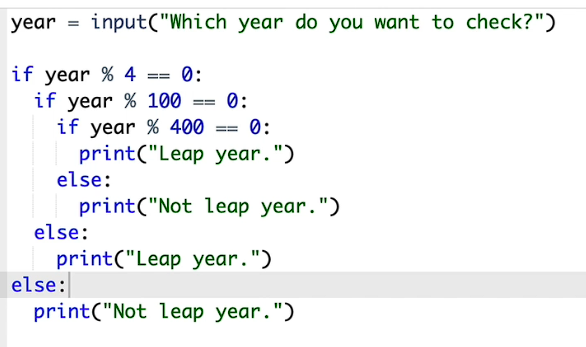 year = input("Which year do you want to check?")

if year % 4 == 0:
  if year % 100 == 0:
    if year % 400 == 0:
      print("Leap year.")
    else:
      print("Not leap year.")
  else:
    print("Leap year.")
else:
  print("Not leap year.")